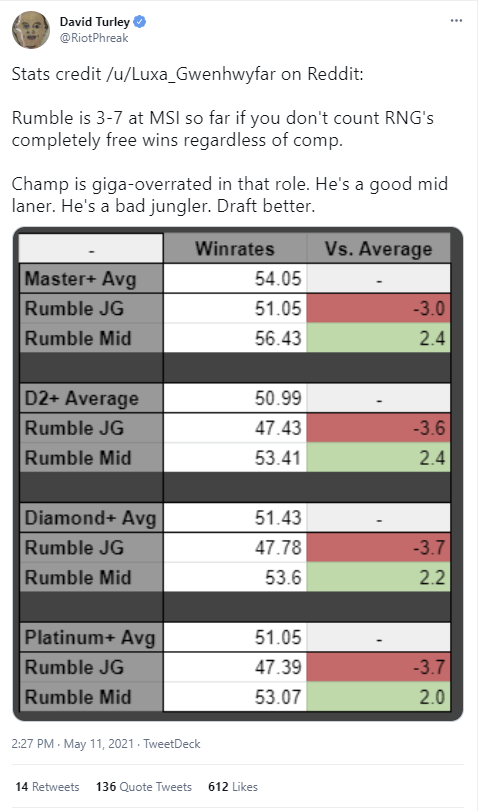 David Turley
@RiotPhreak
Stats credit /u/Luxa_Gwenhwyfar on Reddit:
Rumble is 3-7 at MSI so far if you don't count RNG's
completely free wins regardless of comp.
Champ is giga-overrated in that role. He's a good mid
laner. He's a bad jungler. Draft better.
- Winrates Vs. Average
Master+ Avg 54.05 -
Rumble JG 51.05 -3.0
Rumble Mid 56.43 2.4
D2+ Average 50.99 -
Rumble JG 47.43 -3.6
Rumble Mid 53.41 2.4
Diamond+ Avg 51.43 -
Rumble JG 47.78 -3.7
Rumble Mid 53.6 2.2
Platinum+ Avg 51.05 -
Rumble JG 47.39 -3.7
Rumble Mid 53.07 2.0
2:27 PM · May 11, 2021 · TweetDeck
14 Retweets 136 Quote Tweets 612 Likes